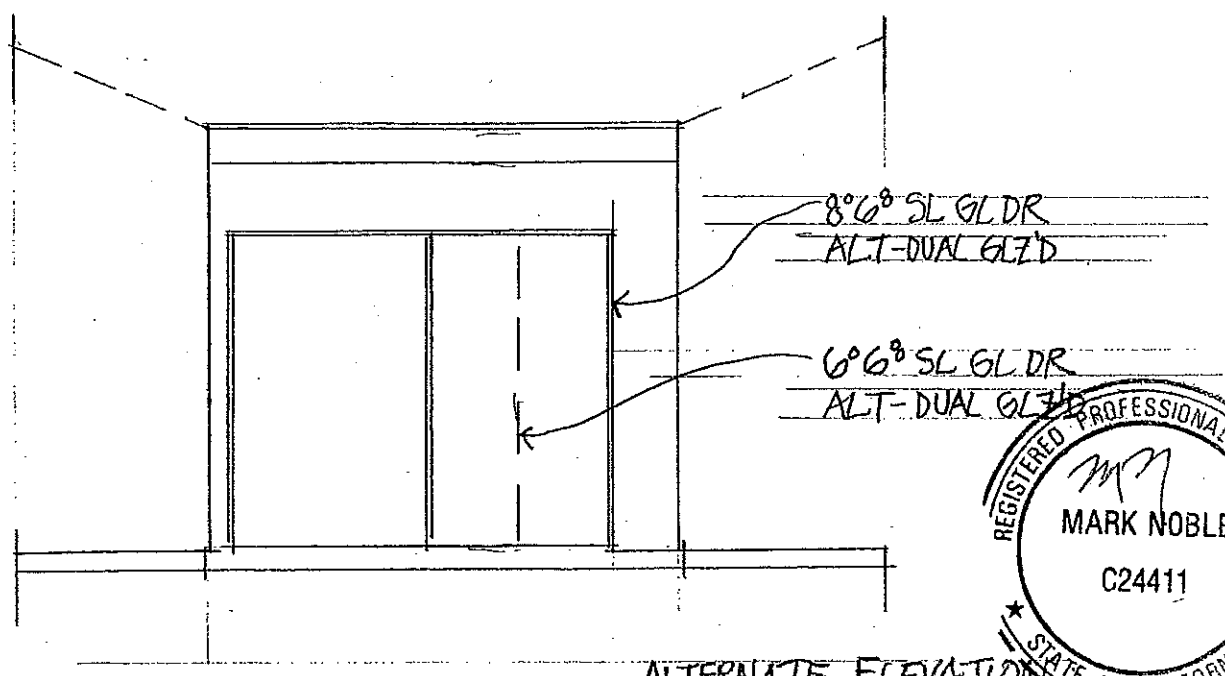 8⁰6⁸ SL GL DR
ALT-DUAL GLZ'D
6⁰6⁸ SL GL DR
ALT-DUAL GLZ'D
REGISTERED PROFESSIONAL
MARK NOBLE
C24411
STATE
ALTERNATE ELEVATION